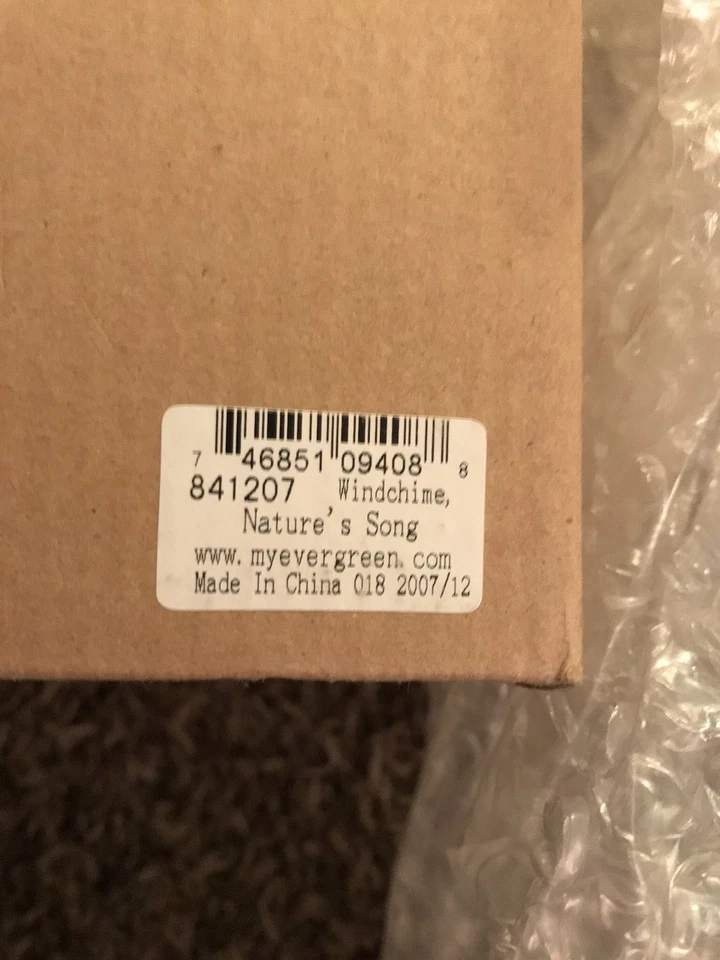 7 46851 09408 8
841207 Windchime,
Nature's Song
www.myevergreen.com
Made In China 018 2007/12